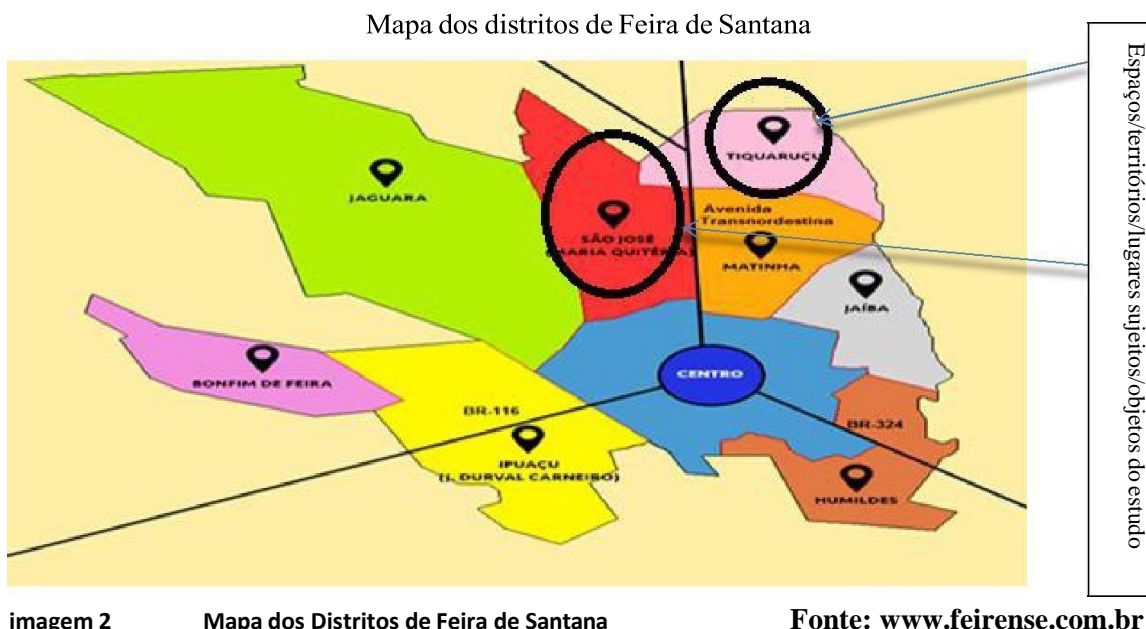 Mapa dos distritos de Feira de Santana
Espaços/territórios/lugares sujeitos/objetos do estudo
TIQUARUÇU
JAGUARA
SÃO JOSÉ
(MARIA QUITÉRIA)
Avenida
Transnordestina
MATINHA
JAÍBA
CENTRO
BONFIM DE FEIRA
BR-116
BR-324
IPUAÇU
(J. DURVAL CARNEIRO)
HUMILDES
imagem 2 Mapa dos Distritos de Feira de Santana Fonte: www.feirense.com.br